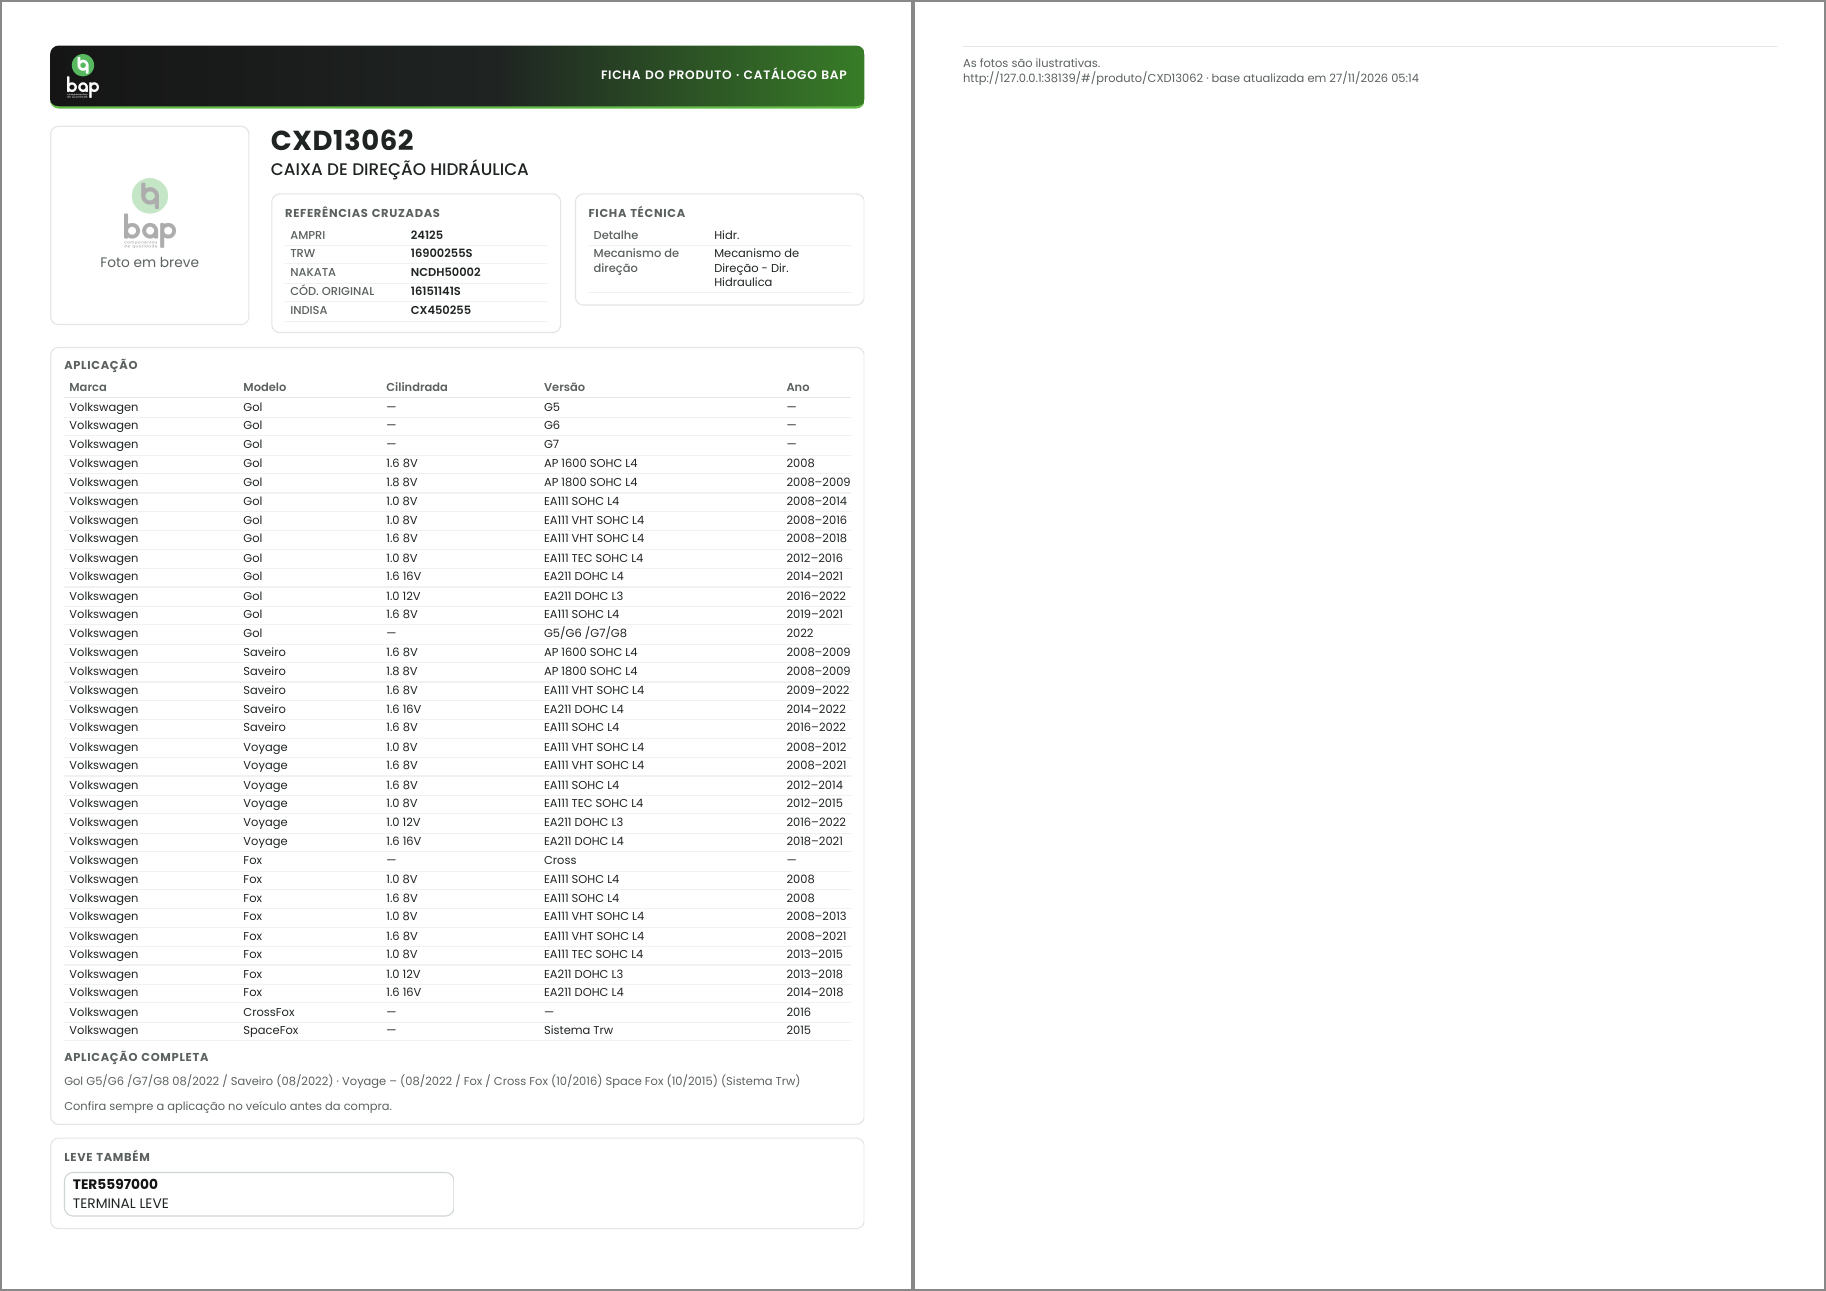 bap
FICHA DO PRODUTO · CATÁLOGO BAP
CXD13062
CAIXA DE DIREÇÃO HIDRÁULICA
bap
componentes
de qualidade
Foto em breve
REFERÊNCIAS CRUZADAS
AMPRI 24125
TRW 16900255S
NAKATA NCDH50002
CÓD. ORIGINAL 16151141S
INDISA CX450255
FICHA TÉCNICA
Detalhe Hidr.
Mecanismo de direção Mecanismo de Direção - Dir. Hidraulica
APLICAÇÃO
Marca Modelo Cilindrada Versão Ano
Volkswagen Gol — G5 —
Volkswagen Gol — G6 —
Volkswagen Gol — G7 —
Volkswagen Gol 1.6 8V AP 1600 SOHC L4 2008
Volkswagen Gol 1.8 8V AP 1800 SOHC L4 2008–2009
Volkswagen Gol 1.0 8V EA111 SOHC L4 2008–2014
Volkswagen Gol 1.0 8V EA111 VHT SOHC L4 2008–2016
Volkswagen Gol 1.6 8V EA111 VHT SOHC L4 2008–2018
Volkswagen Gol 1.0 8V EA111 TEC SOHC L4 2012–2016
Volkswagen Gol 1.6 16V EA211 DOHC L4 2014–2021
Volkswagen Gol 1.0 12V EA211 DOHC L3 2016–2022
Volkswagen Gol 1.6 8V EA111 SOHC L4 2019–2021
Volkswagen Gol — G5/G6 /G7/G8 2022
Volkswagen Saveiro 1.6 8V AP 1600 SOHC L4 2008–2009
Volkswagen Saveiro 1.8 8V AP 1800 SOHC L4 2008–2009
Volkswagen Saveiro 1.6 8V EA111 VHT SOHC L4 2009–2022
Volkswagen Saveiro 1.6 16V EA211 DOHC L4 2014–2022
Volkswagen Saveiro 1.6 8V EA111 SOHC L4 2016–2022
Volkswagen Voyage 1.0 8V EA111 VHT SOHC L4 2008–2012
Volkswagen Voyage 1.6 8V EA111 VHT SOHC L4 2008–2021
Volkswagen Voyage 1.6 8V EA111 SOHC L4 2012–2014
Volkswagen Voyage 1.0 8V EA111 TEC SOHC L4 2012–2015
Volkswagen Voyage 1.0 12V EA211 DOHC L3 2016–2022
Volkswagen Voyage 1.6 16V EA211 DOHC L4 2018–2021
Volkswagen Fox — Cross —
Volkswagen Fox 1.0 8V EA111 SOHC L4 2008
Volkswagen Fox 1.6 8V EA111 SOHC L4 2008
Volkswagen Fox 1.0 8V EA111 VHT SOHC L4 2008–2013
Volkswagen Fox 1.6 8V EA111 VHT SOHC L4 2008–2021
Volkswagen Fox 1.0 8V EA111 TEC SOHC L4 2013–2015
Volkswagen Fox 1.0 12V EA211 DOHC L3 2013–2018
Volkswagen Fox 1.6 16V EA211 DOHC L4 2014–2018
Volkswagen CrossFox — — 2016
Volkswagen SpaceFox — Sistema Trw 2015
APLICAÇÃO COMPLETA
Gol G5/G6 /G7/G8 08/2022 / Saveiro (08/2022) · Voyage – (08/2022 / Fox / Cross Fox (10/2016) Space Fox (10/2015) (Sistema Trw)
Confira sempre a aplicação no veículo antes da compra.
LEVE TAMBÉM
TER5597000
TERMINAL LEVE
As fotos são ilustrativas.
http://127.0.0.1:38139/#/produto/CXD13062 · base atualizada em 27/11/2026 05:14